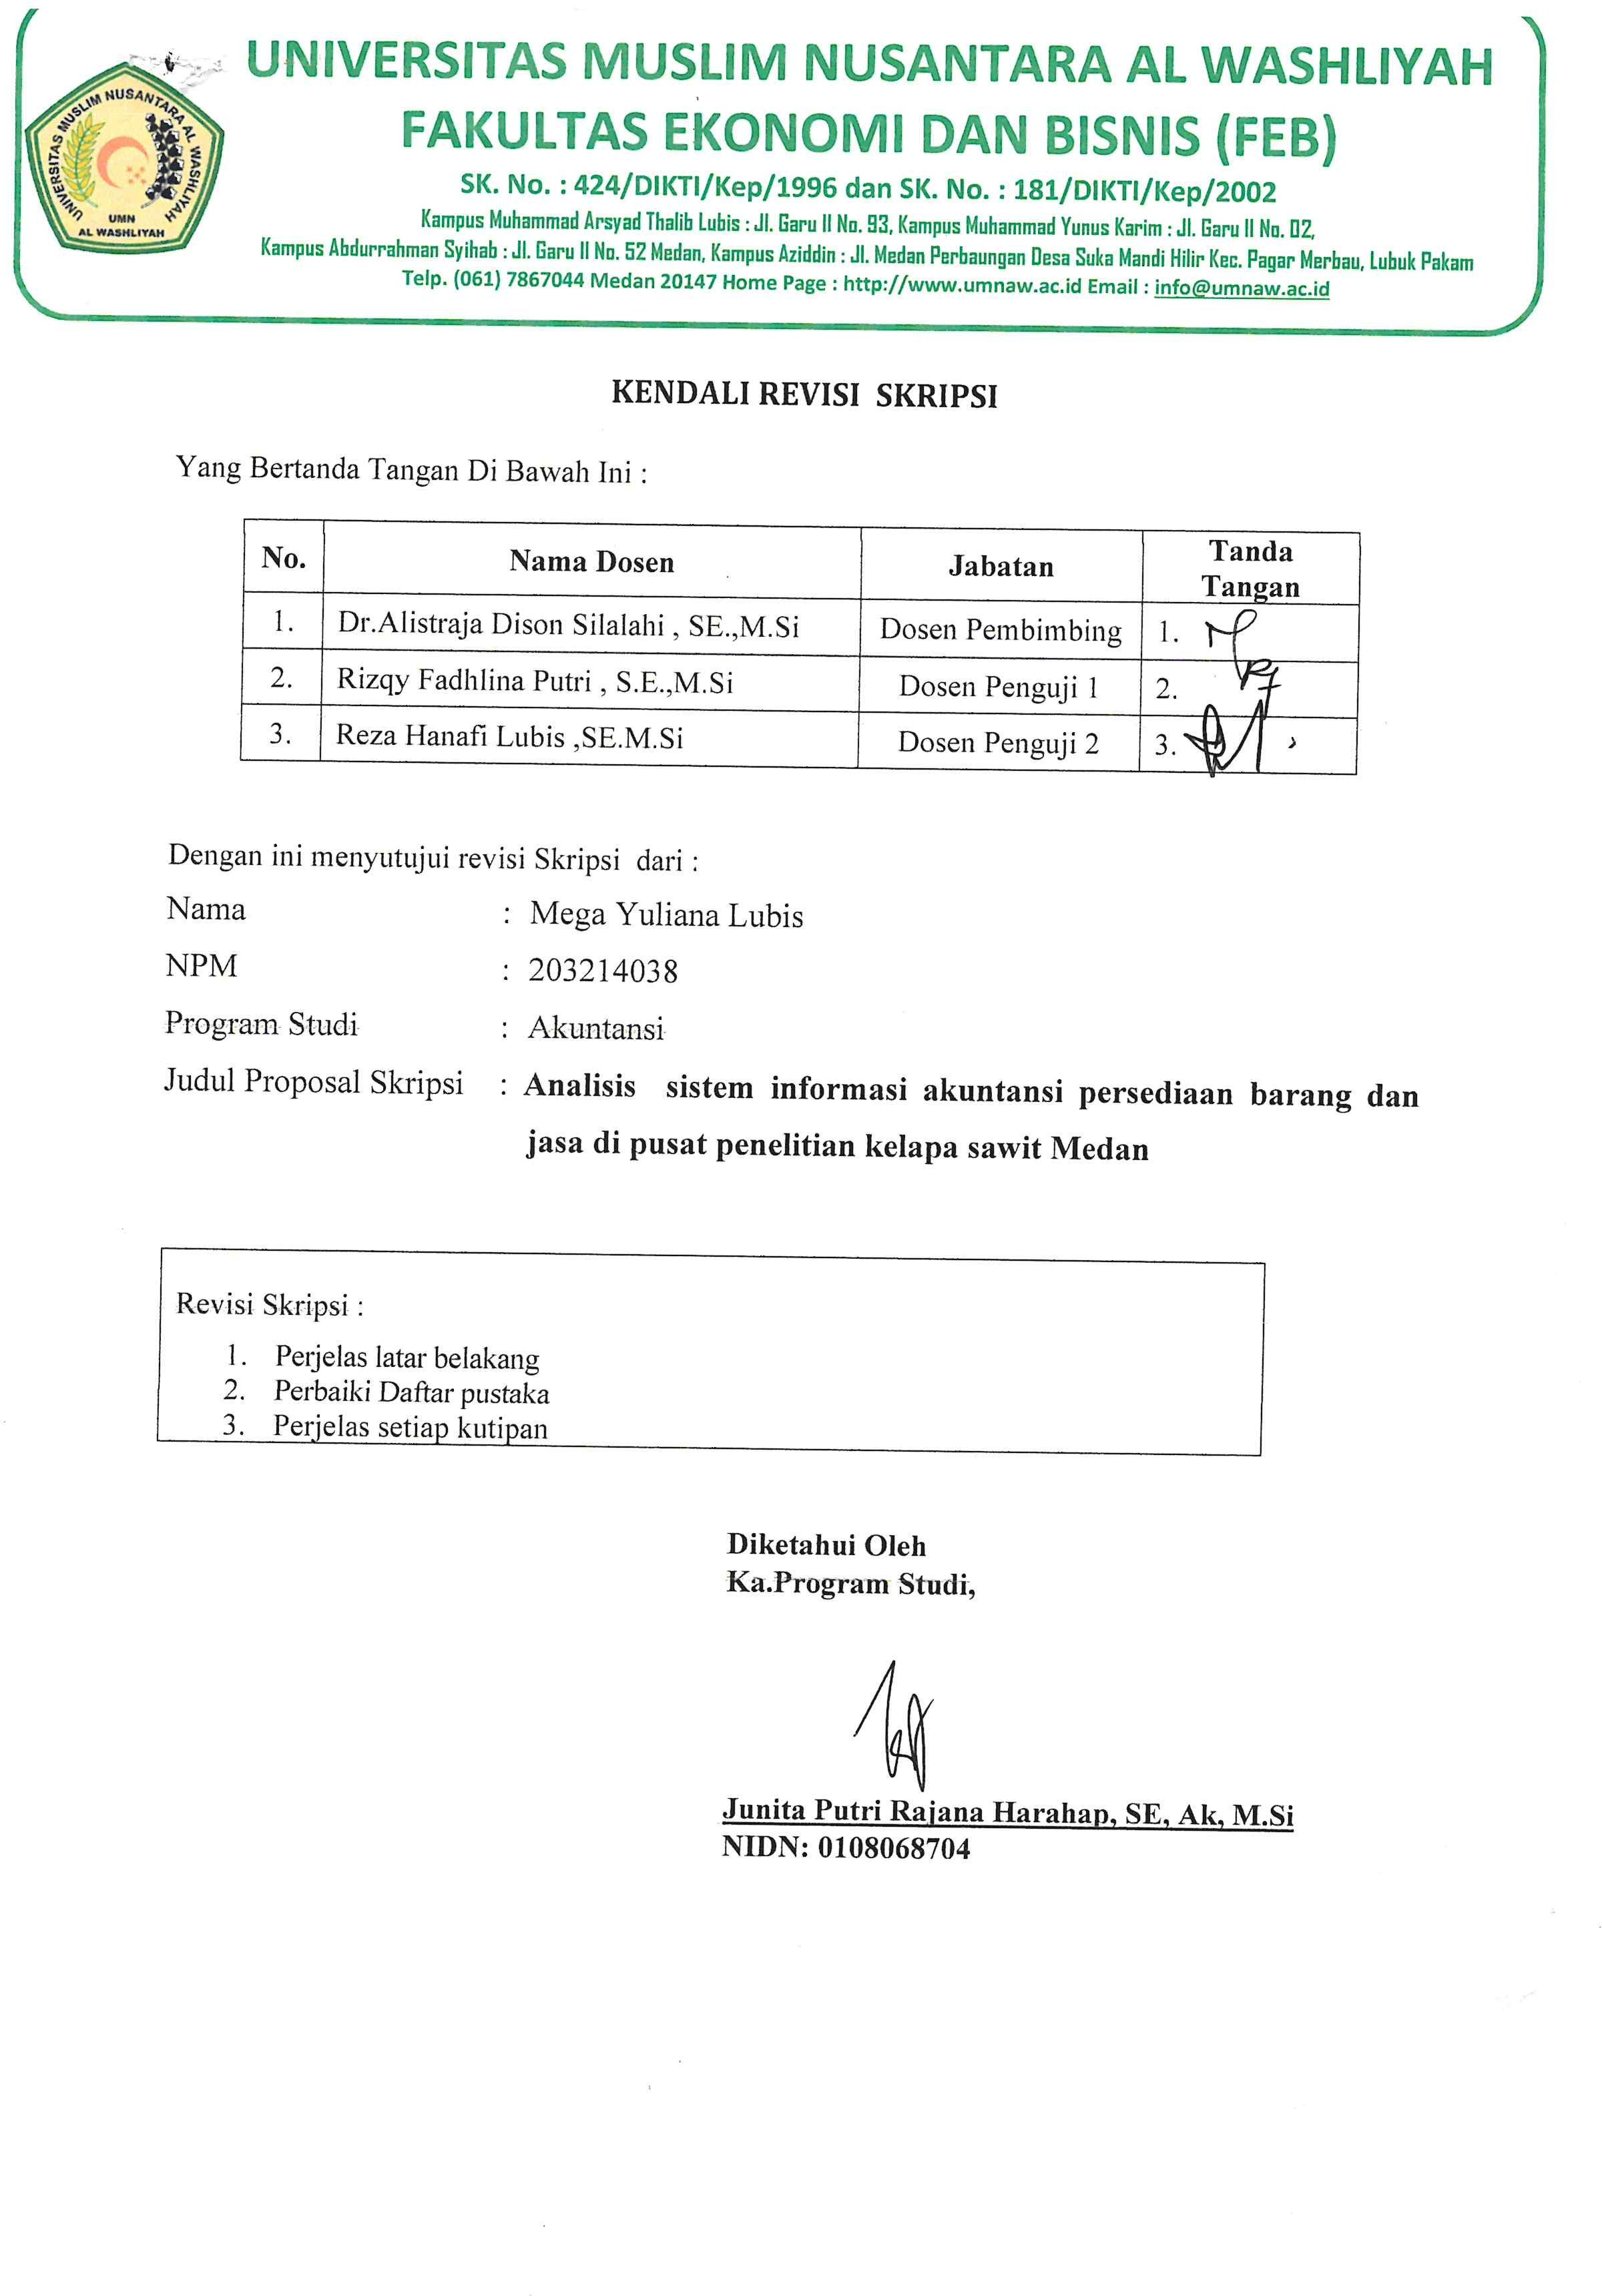 UNIVERSITAS MUSLIM NUSANTARA AL WASHLIYAH
UMN
AL WASHLIYAH
UNIVERSITAS MUSLIM NUSANTARA AL WASHLIYAH
FAKULTAS EKONOMI DAN BISNIS (FEB)
SK. No. : 424/DIKTI/Kep/1996 dan SK. No. : 181/DIKTI/Kep/2002
Kampus Muhammad Arsyad Thalib Lubis : Jl. Garu II No. 93, Kampus Muhammad Yunus Karim : Jl. Garu II No. 02,
Kampus Abdurrahman Syihab : Jl. Garu II No. 52 Medan, Kampus Aziddin : Jl. Medan Perbaungan Desa Suka Mandi Hilir Kec. Pagar Merbau, Lubuk Pakam
Telp. (061) 7867044 Medan 20147 Home Page : http://www.umnaw.ac.id Email : info@umnaw.ac.id
KENDALI REVISI SKRIPSI
Yang Bertanda Tangan Di Bawah Ini :
No. Nama Dosen Jabatan Tanda Tangan
1. Dr.Alistraja Dison Silalahi , SE.,M.Si Dosen Pembimbing 1.
2. Rizqy Fadhlina Putri , S.E.,M.Si Dosen Penguji 1 2.
3. Reza Hanafi Lubis ,SE.M.Si Dosen Penguji 2 3.
Dengan ini menyutujui revisi Skripsi dari :
Nama : Mega Yuliana Lubis
NPM : 203214038
Program Studi : Akuntansi
Judul Proposal Skripsi : Analisis sistem informasi akuntansi persediaan barang dan
jasa di pusat penelitian kelapa sawit Medan
Revisi Skripsi :
1. Perjelas latar belakang
2. Perbaiki Daftar pustaka
3. Perjelas setiap kutipan
Diketahui Oleh
Ka.Program Studi,
Junita Putri Rajana Harahap, SE, Ak, M.Si
NIDN: 0108068704